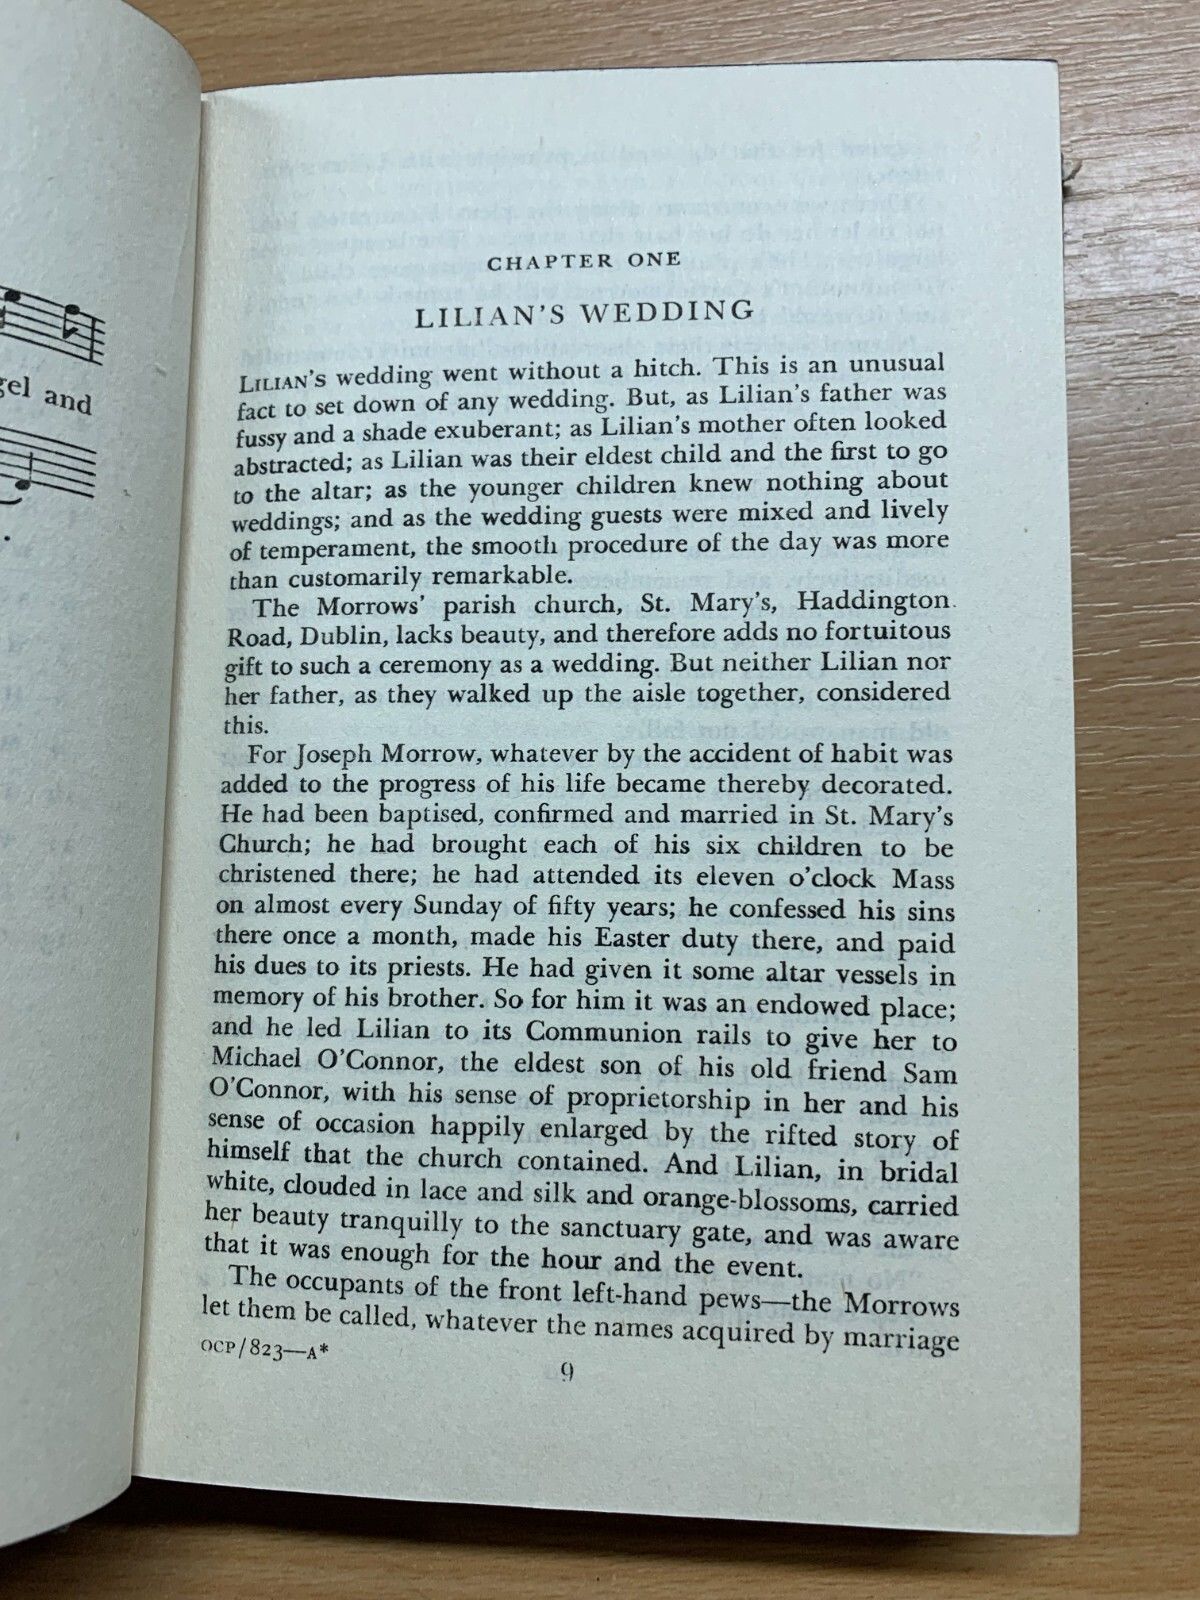 gel and
CHAPTER ONE
LILIAN'S WEDDING
LILIAN'S wedding went without a hitch. This is an unusual
fact to set down of any wedding. But, as Lilian's father was
fussy and a shade exuberant; as Lilian's mother often looked
abstracted; as Lilian was their eldest child and the first to go
to the altar; as the younger children knew nothing about
weddings; and as the wedding guests were mixed and lively
of temperament, the smooth procedure of the day was more
than customarily remarkable.
The Morrows' parish church, St. Mary's, Haddington
Road, Dublin, lacks beauty, and therefore adds no fortuitous
gift to such a ceremony as a wedding. But neither Lilian nor
her father, as they walked up the aisle together, considered
this.
For Joseph Morrow, whatever by the accident of habit was
added to the progress of his life became thereby decorated.
He had been baptised, confirmed and married in St. Mary's
Church; he had brought each of his six children to be
christened there; he had attended its eleven o'clock Mass
on almost every Sunday of fifty years; he confessed his sins
there once a month, made his Easter duty there, and paid
his dues to its priests. He had given it some altar vessels in
memory of his brother. So for him it was an endowed place;
and he led Lilian to its Communion rails to give her to
Michael O'Connor, the eldest son of his old friend Sam
O'Connor, with his sense of proprietorship in her and his
sense of occasion happily enlarged by the rifted story of
himself that the church contained. And Lilian, in bridal
white, clouded in lace and silk and orange-blossoms, carried
her beauty tranquilly to the sanctuary gate, and was aware
that it was enough for the hour and the event.
The occupants of the front left-hand pews—the Morrows
let them be called, whatever the names acquired by marriage
OCP/823—A*
9